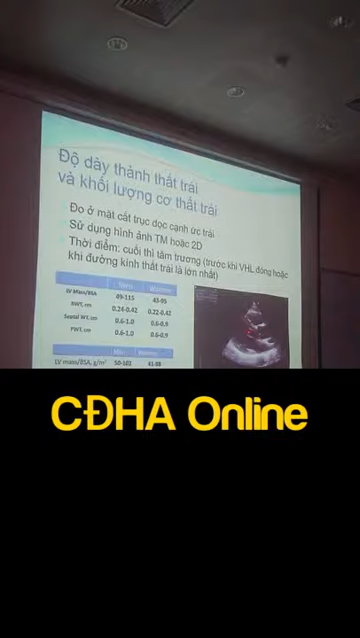 Độ dày thành thất trái
và khối lượng cơ thất trái
Đo ở mặt cắt trục dọc cạnh ức trái
Sử dụng hình ảnh TM hoặc 2D
Thời điểm: cuối thì tâm trương (trước khi VHL đóng hoặc
khi đường kính thất trái là lớn nhất)
LV Mass/BSA 49-115 43-95
RWT, cm 0.24-0.42 0.22-0.42
Septal WT, cm 0.6-1.0 0.6-0.9
PWT, cm 0.6-1.0 0.6-0.9
LV mass/BSA, g/m² 50-102 41-88
CĐHA Online